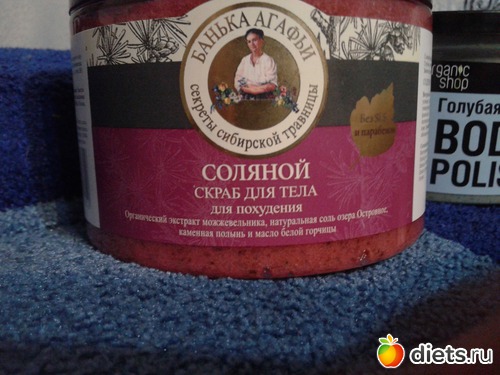 БАНЬКА АГАФЬИ
секреты сибирской травницы
Без SLS
и парабенов
СОЛЯНОЙ
СКРАБ ДЛЯ ТЕЛА
для похудения
Органический экстракт можжевельника, натуральная соль озера Островное,
каменная полынь и масло белой горчицы
organic
shop
Голубая
BOD
POLIS
diets.ru